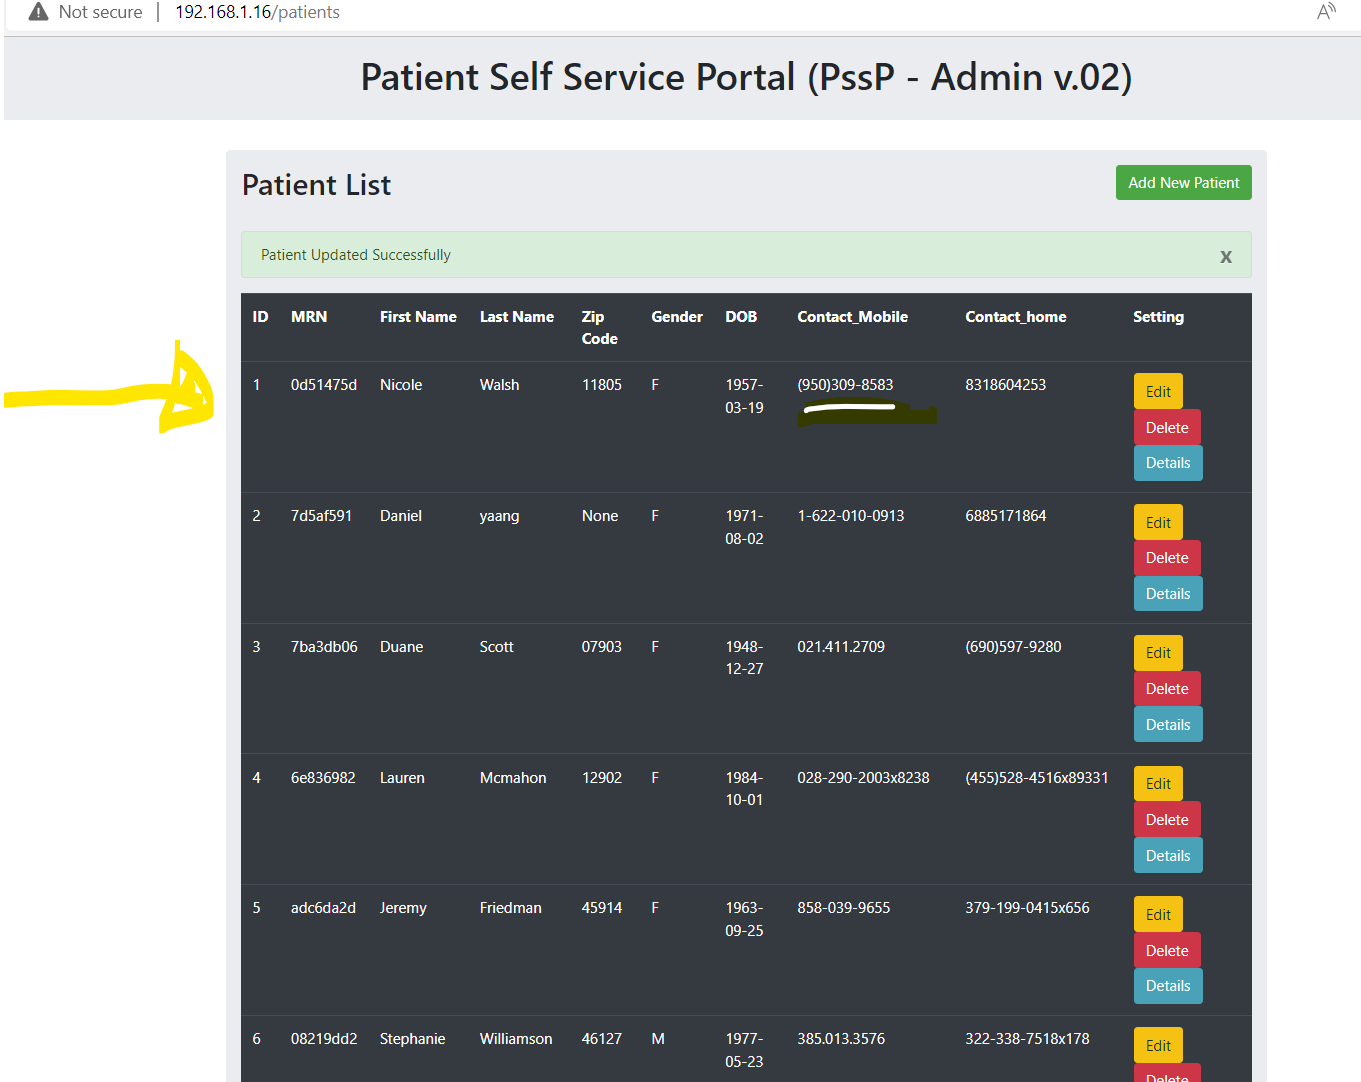 Not secure | 192.168.1.16/patients A
Patient Self Service Portal (PssP - Admin v.02)
Patient List Add New Patient
Patient Updated Successfully x
ID MRN First Name Last Name Zip Code Gender DOB Contact_Mobile Contact_home Setting
1 0d51475d Nicole Walsh 11805 F 1957-03-19 (950)309-8583 8318604253 Edit Delete Details
2 7d5af591 Daniel yaang None F 1971-08-02 1-622-010-0913 6885171864 Edit Delete Details
3 7ba3db06 Duane Scott 07903 F 1948-12-27 021.411.2709 (690)597-9280 Edit Delete Details
4 6e836982 Lauren Mcmahon 12902 F 1984-10-01 028-290-2003x8238 (455)528-4516x89331 Edit Delete Details
5 adc6da2d Jeremy Friedman 45914 F 1963-09-25 858-039-9655 379-199-0415x656 Edit Delete Details
6 08219dd2 Stephanie Williamson 46127 M 1977-05-23 385.013.3576 322-338-7518x178 Edit Delete